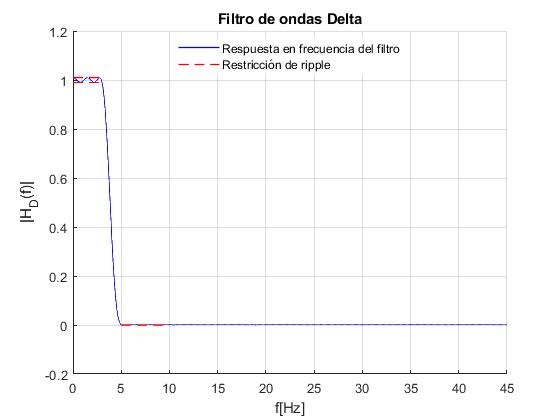 Filtro de ondas Delta
Respuesta en frecuencia del filtro
Restricción de ripple
|H_D(f)|
1.2
1
0.8
0.6
0.4
0.2
0
-0.2
0 5 10 15 20 25 30 35 40 45
f[Hz]